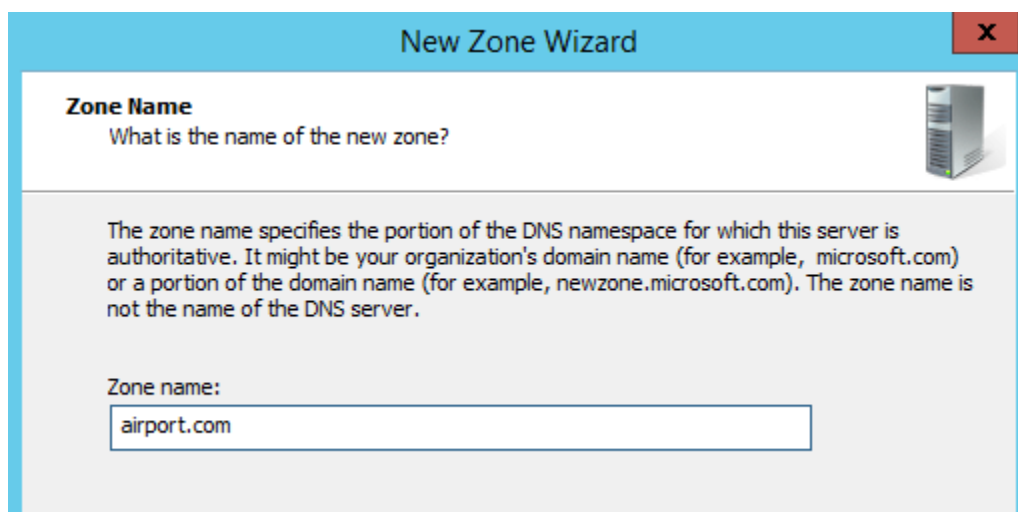 New Zone Wizard
x
Zone Name
What is the name of the new zone?
The zone name specifies the portion of the DNS namespace for which this server is
authoritative. It might be your organization's domain name (for example, microsoft.com)
or a portion of the domain name (for example, newzone.microsoft.com). The zone name is
not the name of the DNS server.
Zone name:
airport.com